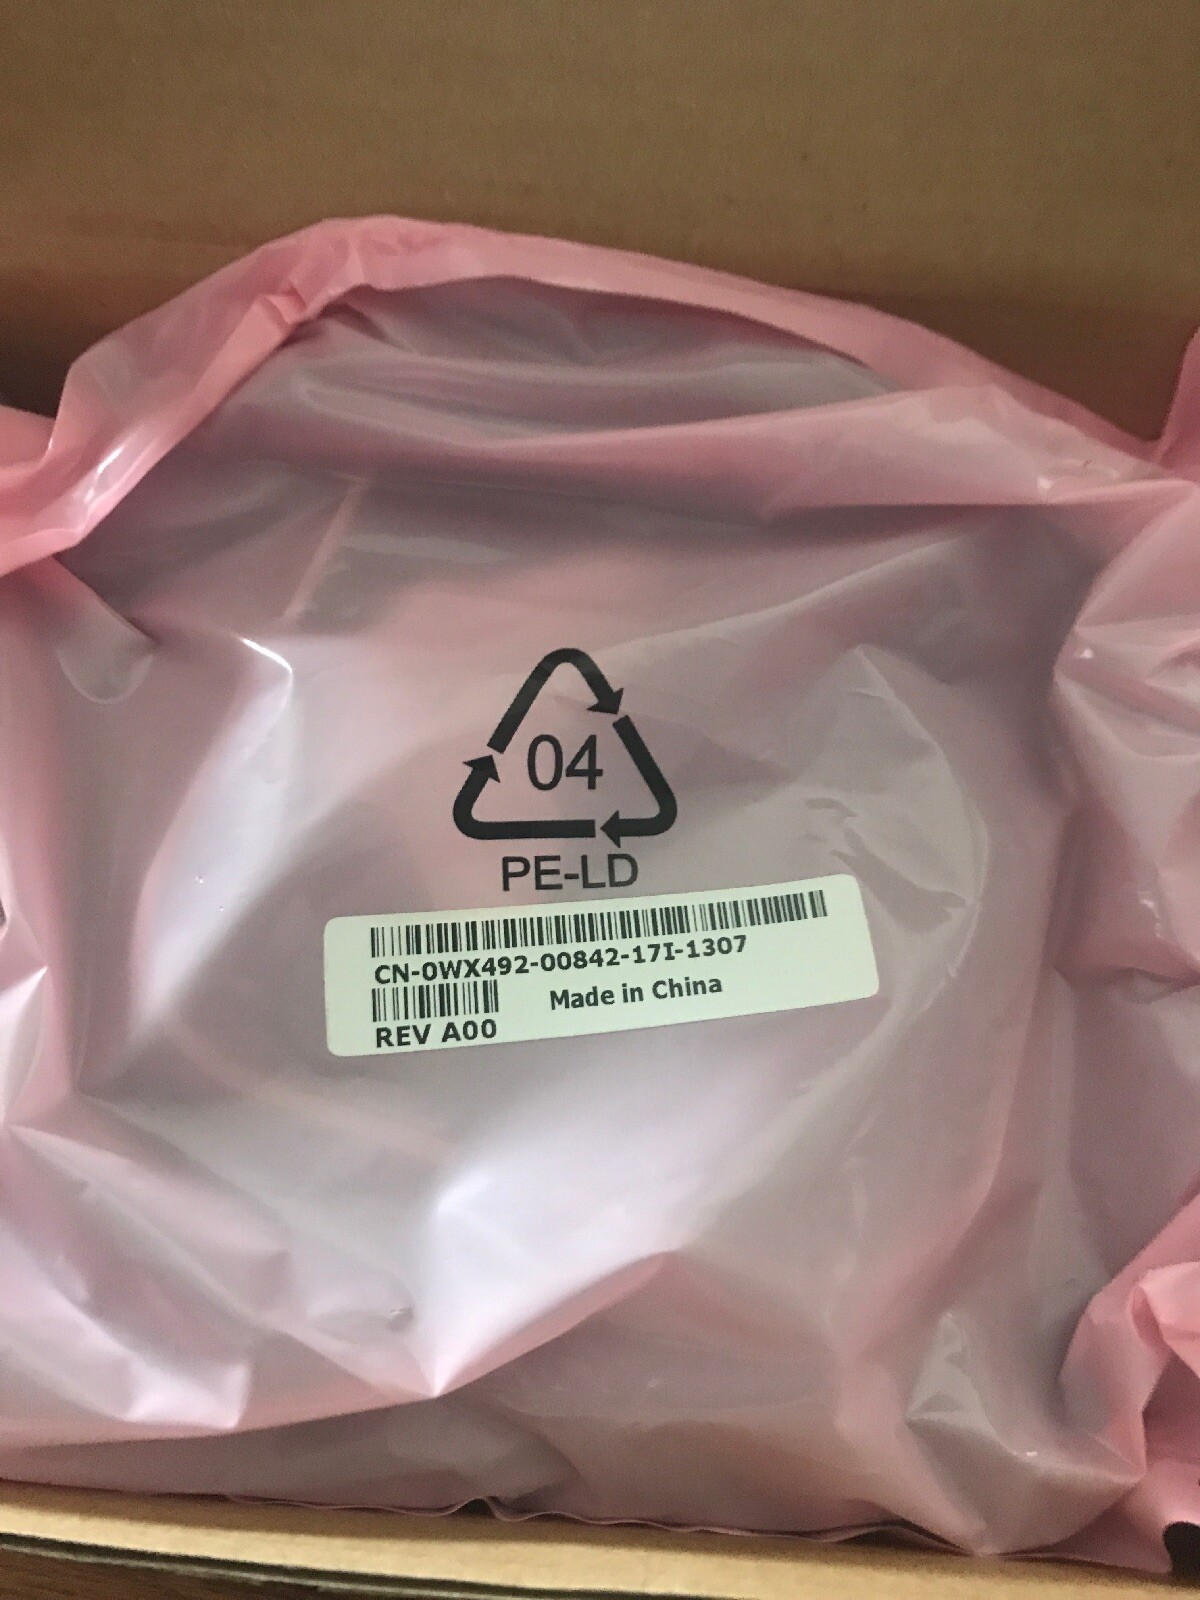 04
PE-LD
CN-0WX492-00842-17I-1307
Made in China
REV A00